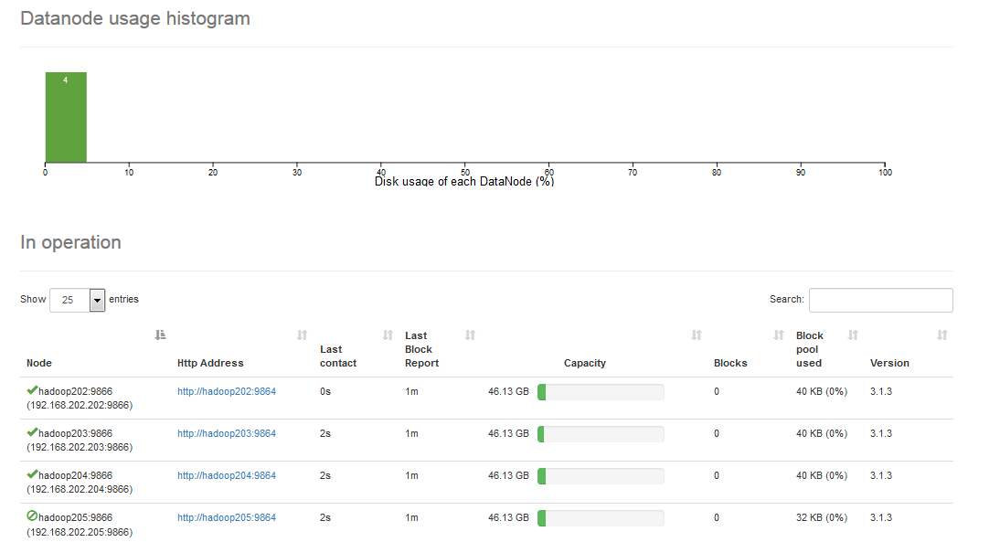 Datanode usage histogram
4
0 10 20 30 40 50 60 70 80 90 100
Disk usage of each DataNode (%)
In operation
Show 25 entries Search:
Node Http Address Last contact Last Block Report Capacity Blocks Block pool used Version
hadoop202:9866 http://hadoop202:9864 0s 1m 46.13 GB 0 40 KB (0%) 3.1.3
(192.168.202.202:9866)
hadoop203:9866 http://hadoop203:9864 2s 1m 46.13 GB 0 40 KB (0%) 3.1.3
(192.168.202.203:9866)
hadoop204:9866 http://hadoop204:9864 2s 1m 46.13 GB 0 40 KB (0%) 3.1.3
(192.168.202.204:9866)
hadoop205:9866 http://hadoop205:9864 2s 1m 46.13 GB 0 32 KB (0%) 3.1.3
(192.168.202.205:9866)